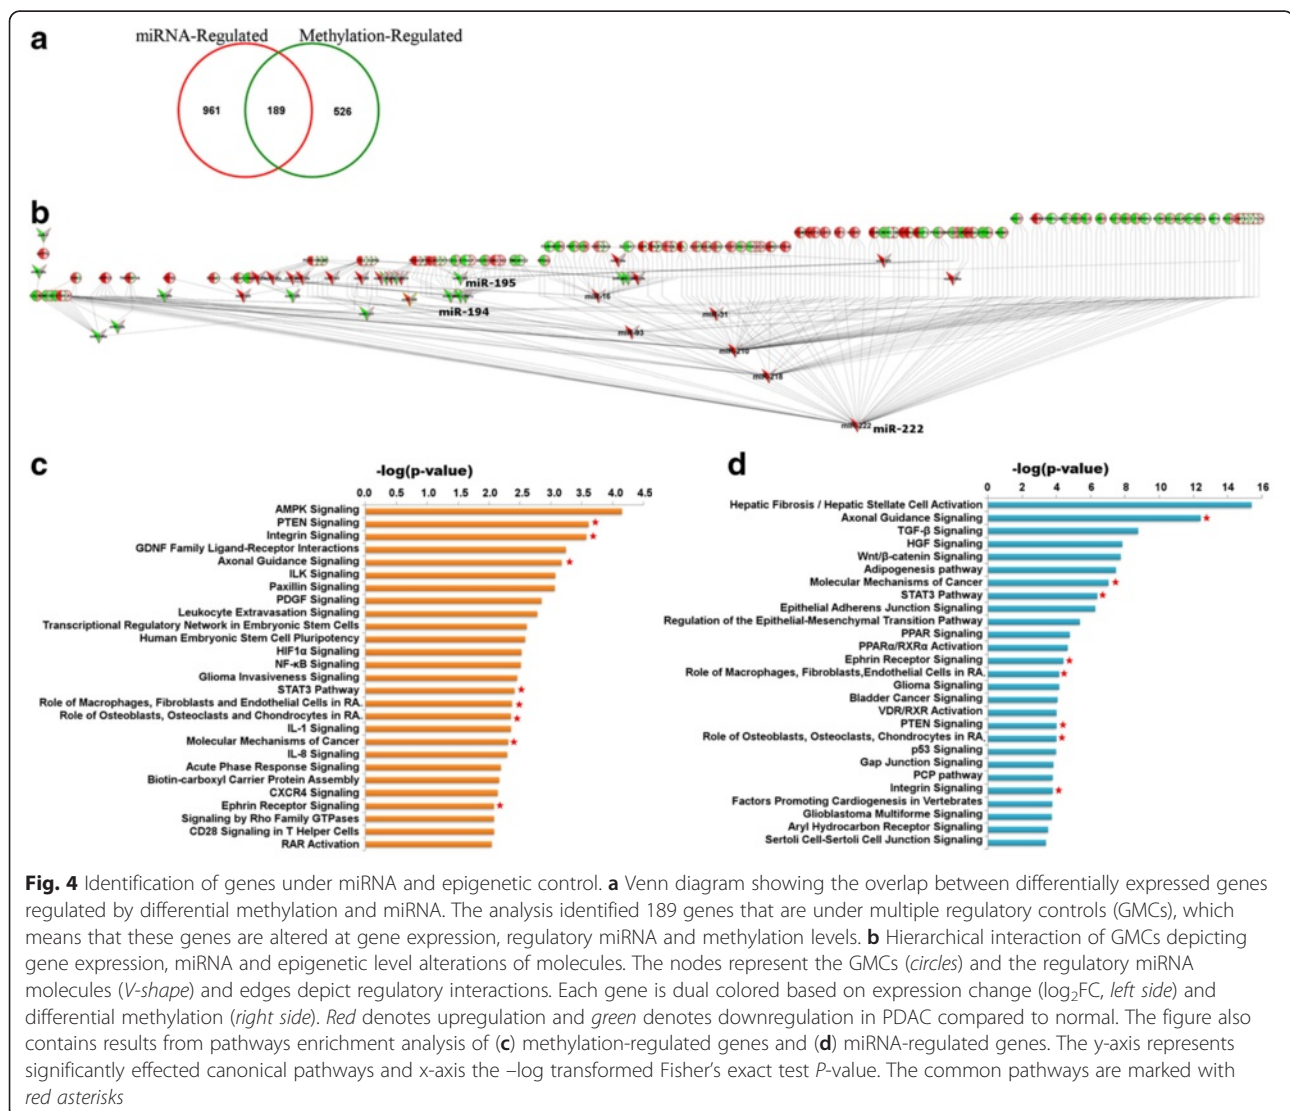 a
miRNA-Regulated Methylation-Regulated
961 189 526
b
miR-195
miR-16
miR-194
miR-31
miR-93
miR-210
miR-218
miR-222 miR-222
c
-log(p-value)
0.0 0.5 1.0 1.5 2.0 2.5 3.0 3.5 4.0 4.5
AMPK Signaling
PTEN Signaling
Integrin Signaling
GDNF Family Ligand-Receptor Interactions
Axonal Guidance Signaling
ILK Signaling
Paxillin Signaling
PDGF Signaling
Leukocyte Extravasation Signaling
Transcriptional Regulatory Network in Embryonic Stem Cells
Human Embryonic Stem Cell Pluripotency
HIF1α Signaling
NF-κB Signaling
Glioma Invasiveness Signaling
STAT3 Pathway
Role of Macrophages, Fibroblasts and Endothelial Cells in RA.
Role of Osteoblasts, Osteoclasts and Chondrocytes in RA.
IL-1 Signaling
Molecular Mechanisms of Cancer
IL-8 Signaling
Acute Phase Response Signaling
Biotin-carboxyl Carrier Protein Assembly
CXCR4 Signaling
Ephrin Receptor Signaling
Signaling by Rho Family GTPases
CD28 Signaling in T Helper Cells
RAR Activation
d
-log(p-value)
0 2 4 6 8 10 12 14 16
Hepatic Fibrosis / Hepatic Stellate Cell Activation
Axonal Guidance Signaling
TGF-β Signaling
HGF Signaling
Wnt/β-catenin Signaling
Adipogenesis pathway
Molecular Mechanisms of Cancer
STAT3 Pathway
Epithelial Adherens Junction Signaling
Regulation of the Epithelial-Mesenchymal Transition Pathway
PPAR Signaling
PPARα/RXRα Activation
Ephrin Receptor Signaling
Role of Macrophages, Fibroblasts,Endothelial Cells in RA.
Glioma Signaling
Bladder Cancer Signaling
VDR/RXR Activation
PTEN Signaling
Role of Osteoblasts, Osteoclasts, Chondrocytes in RA.
p53 Signaling
Gap Junction Signaling
PCP pathway
Integrin Signaling
Factors Promoting Cardiogenesis in Vertebrates
Glioblastoma Multiforme Signaling
Aryl Hydrocarbon Receptor Signaling
Sertoli Cell-Sertoli Cell Junction Signaling
Fig. 4 Identification of genes under miRNA and epigenetic control. a Venn diagram showing the overlap between differentially expressed genes
regulated by differential methylation and miRNA. The analysis identified 189 genes that are under multiple regulatory controls (GMCs), which
means that these genes are altered at gene expression, regulatory miRNA and methylation levels. b Hierarchical interaction of GMCs depicting
gene expression, miRNA and epigenetic level alterations of molecules. The nodes represent the GMCs (circles) and the regulatory miRNA
molecules (V-shape) and edges depict regulatory interactions. Each gene is dual colored based on expression change (log₂FC, left side) and
differential methylation (right side). Red denotes upregulation and green denotes downregulation in PDAC compared to normal. The figure also
contains results from pathways enrichment analysis of (c) methylation-regulated genes and (d) miRNA-regulated genes. The y-axis represents
significantly effected canonical pathways and x-axis the –log transformed Fisher's exact test P-value. The common pathways are marked with
red asterisks